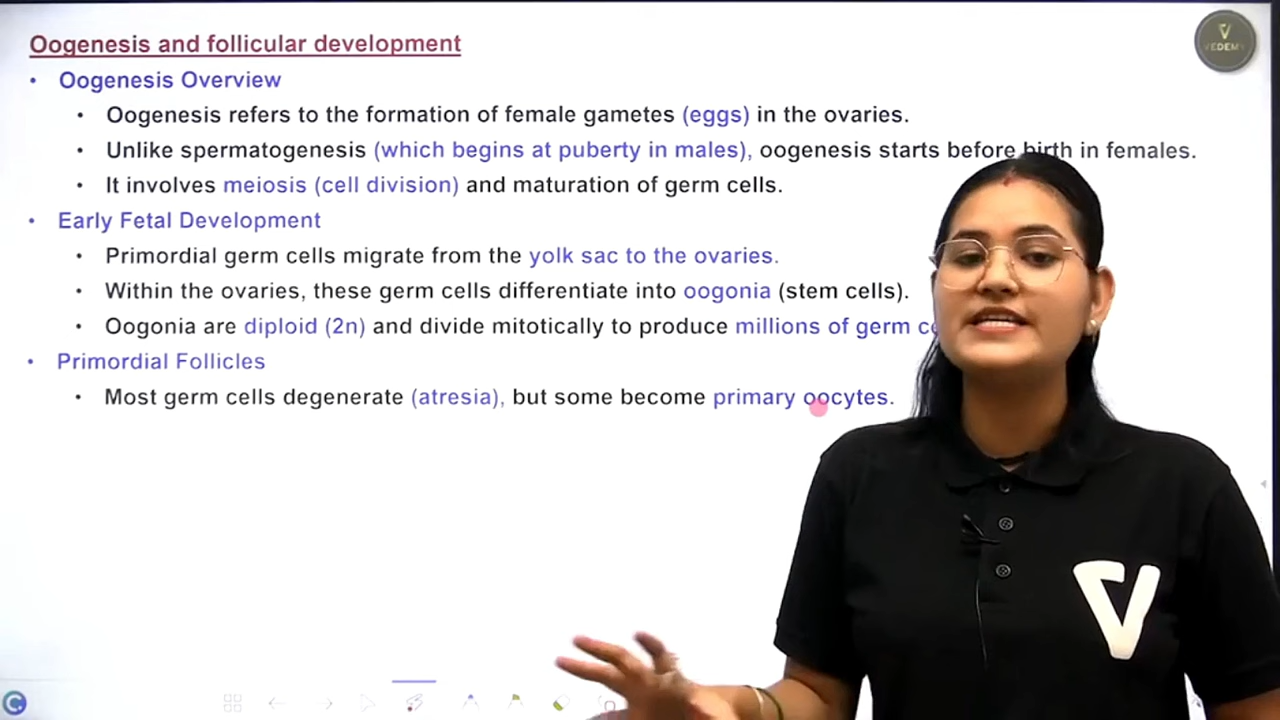 Oogenesis and follicular development
VEDEMY
• Oogenesis Overview
• Oogenesis refers to the formation of female gametes (eggs) in the ovaries.
• Unlike spermatogenesis (which begins at puberty in males), oogenesis starts before birth in females.
• It involves meiosis (cell division) and maturation of germ cells.
• Early Fetal Development
• Primordial germ cells migrate from the yolk sac to the ovaries.
• Within the ovaries, these germ cells differentiate into oogonia (stem cells).
• Oogonia are diploid (2n) and divide mitotically to produce millions of germ
• Primordial Follicles
• Most germ cells degenerate (atresia), but some become primary oocytes.